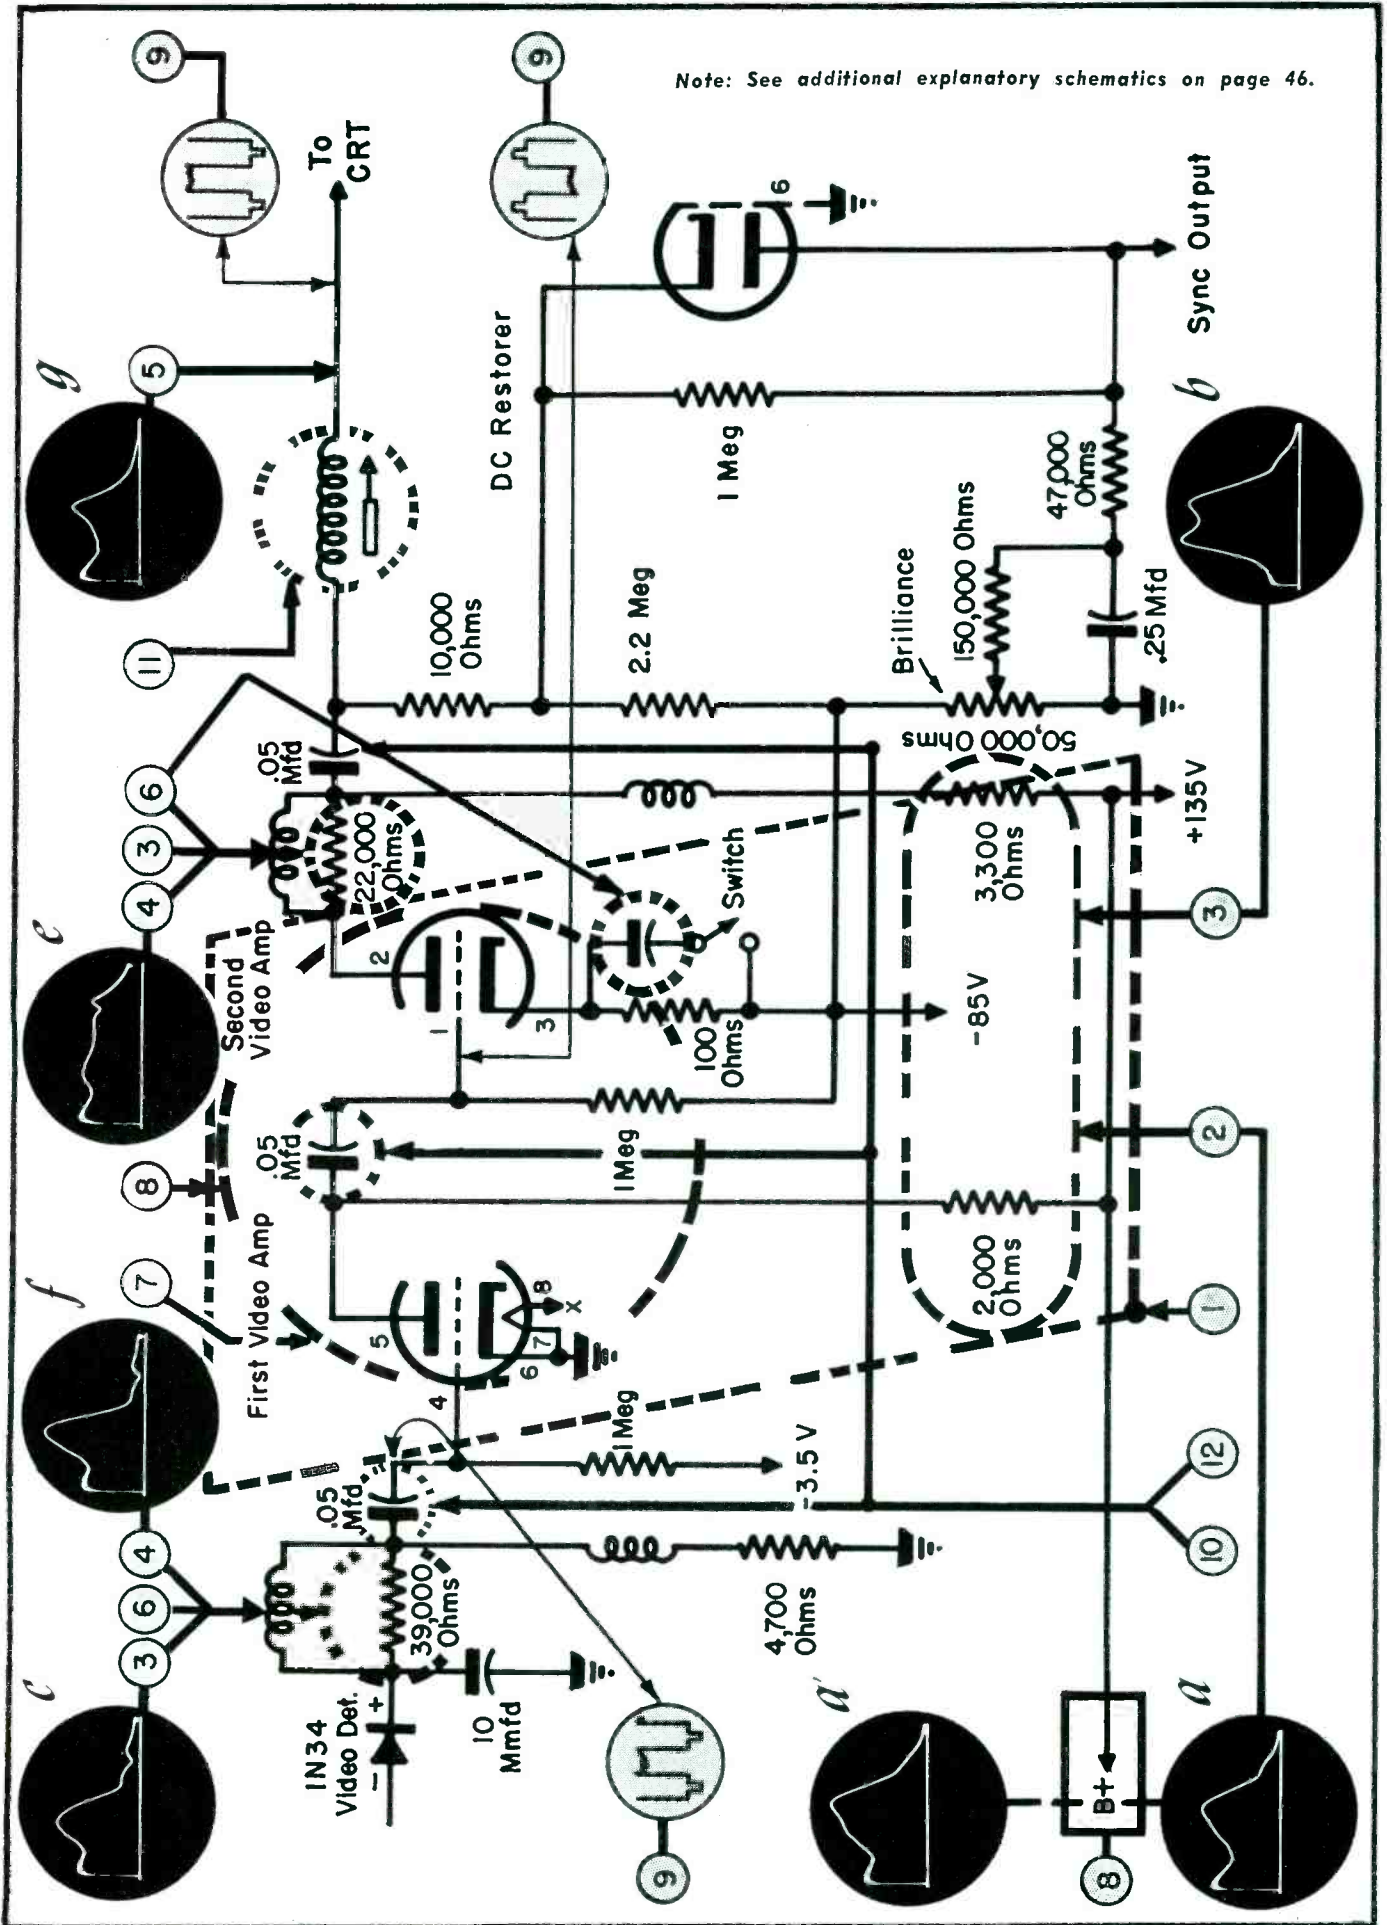 Note: See additional explanatory schematics on page 46.
c
3
6
4
f
7
8
e
4
3
6
11
g
5
9
9
To
CRT
1N34
Video Det.
- +
10
Mmfd
39,000
Ohms
.05
Mfd
4,700
Ohms
-3.5 V
1 Meg
First Video Amp
4
5
6
7
8
X
.05
Mfd
1 Meg
Second
Video Amp
1
2
3
22,000
Ohms
.05
Mfd
100
Ohms
Switch
-85V
2,000
Ohms
3,300
Ohms
+135V
10,000
Ohms
2.2 Meg
Brilliance
50,000 Ohms
150,000 Ohms
.25 Mfd
47,000
Ohms
1 Meg
DC Restorer
6
Sync Output
9
a'
8
B+
a
10
12
1
2
3
b